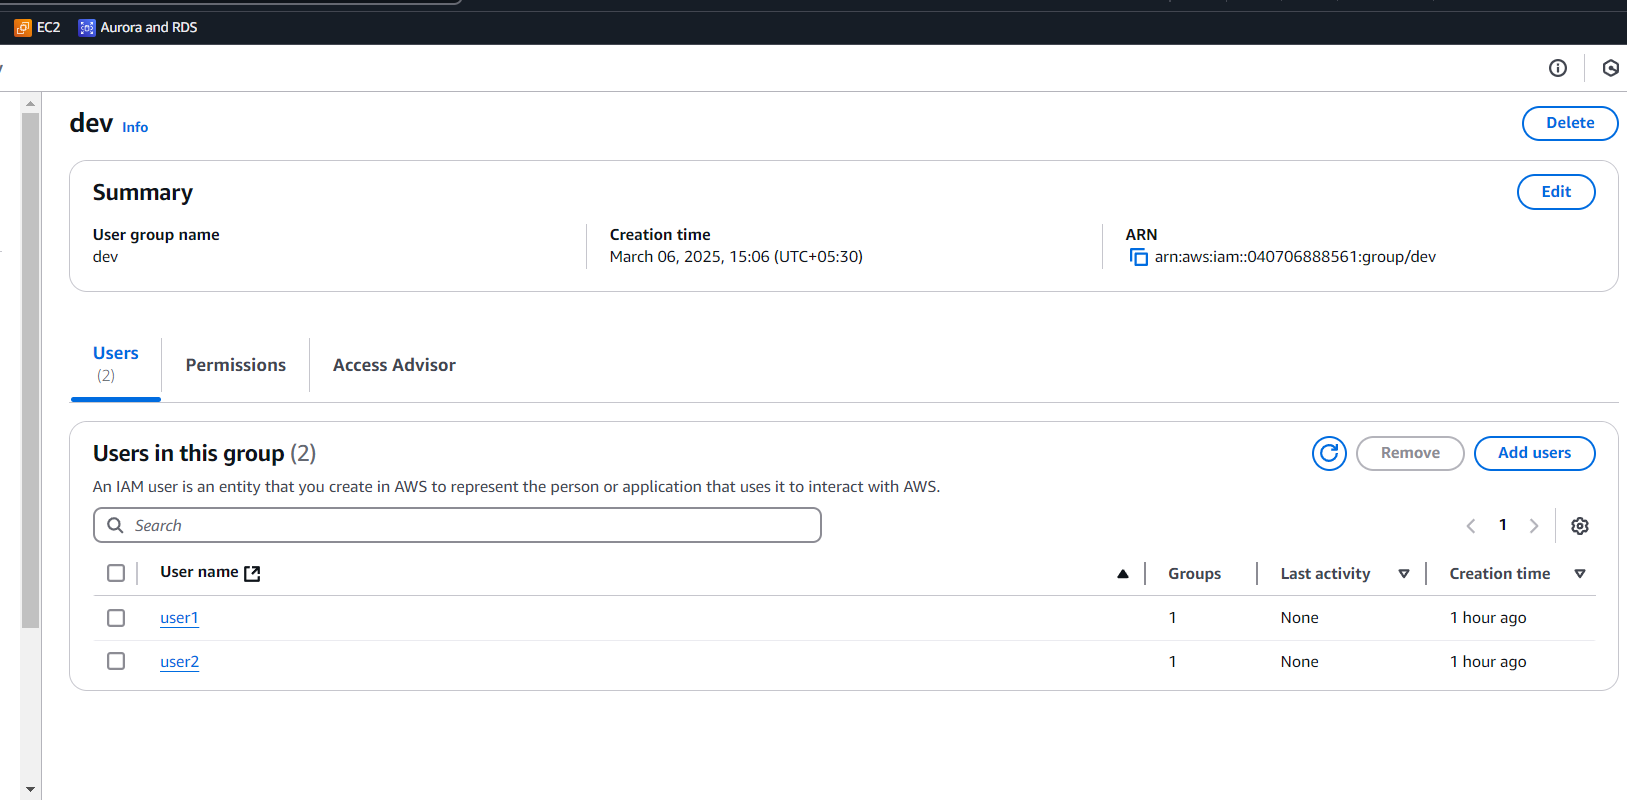 EC2 Aurora and RDS
dev Info
Delete
Summary
Edit
User group name
dev
Creation time
March 06, 2025, 15:06 (UTC+05:30)
ARN
arn:aws:iam::040706888561:group/dev
Users
(2)
Permissions
Access Advisor
Users in this group (2)
Remove
Add users
An IAM user is an entity that you create in AWS to represent the person or application that uses it to interact with AWS.
Search
1
User name Groups Last activity Creation time
user1 1 None 1 hour ago
user2 1 None 1 hour ago